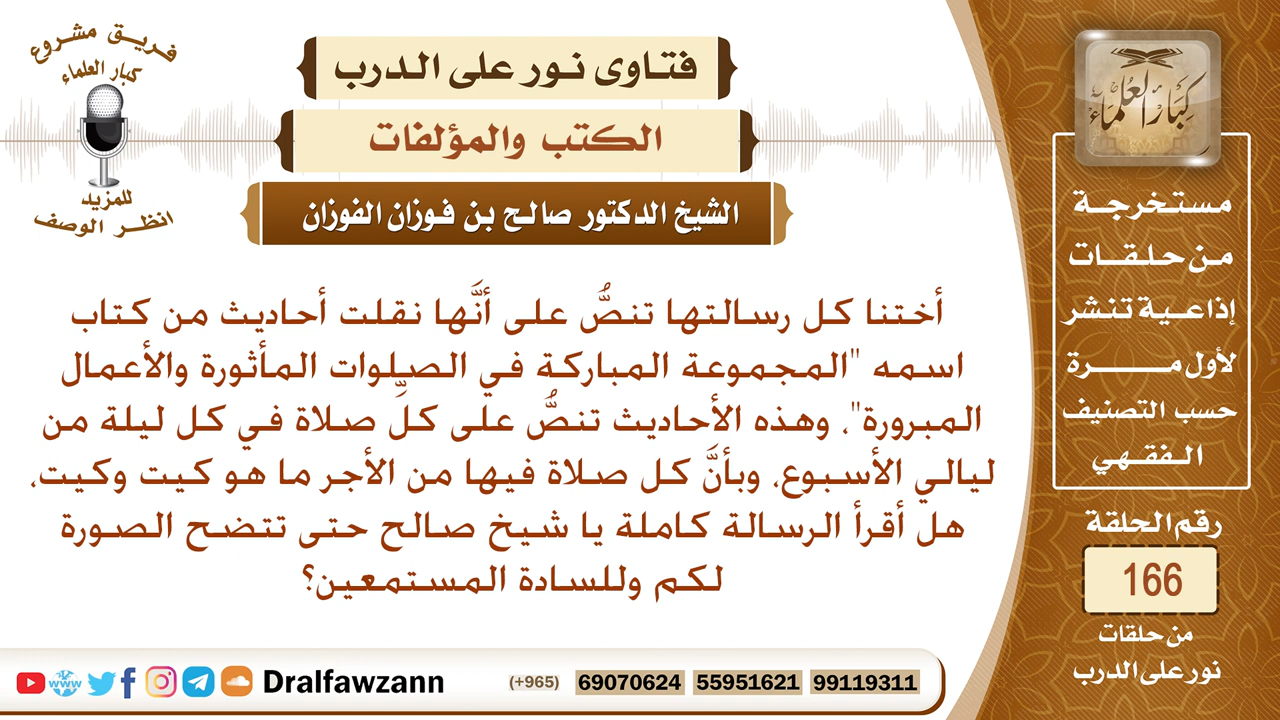 فريق مشروع
كبار العلماء
للمزيد
انظر الوصف
فتاوى نور على الدرب
الكتب والمؤلفات
الشيخ الدكتور صالح بن فوزان الفوزان
أختنا كل رسالتها تنصُّ على أنَّها نقلت أحاديث من كتاب
اسمه "المجموعة المباركة في الصلوات المأثورة والأعمال
المبرورة"، وهذه الأحاديث تنصُّ على كلِّ صلاة في كل ليلة من
ليالي الأسبوع، وبأنَّ كل صلاة فيها من الأجر ما هو كيت وكيت،
هل أقرأ الرسالة كاملة يا شيخ صالح حتى تتضح الصورة
لكم وللسادة المستمعين؟
كبار العلماء
مستخرجة
من حلقات
إذاعية تنشر
لأول مرة
حسب التصنيف
الفقهي
رقم الحلقة
166
من حلقات
نور على الدرب
www
Dralfawzann
(+965) 69070624 55951621 99119311